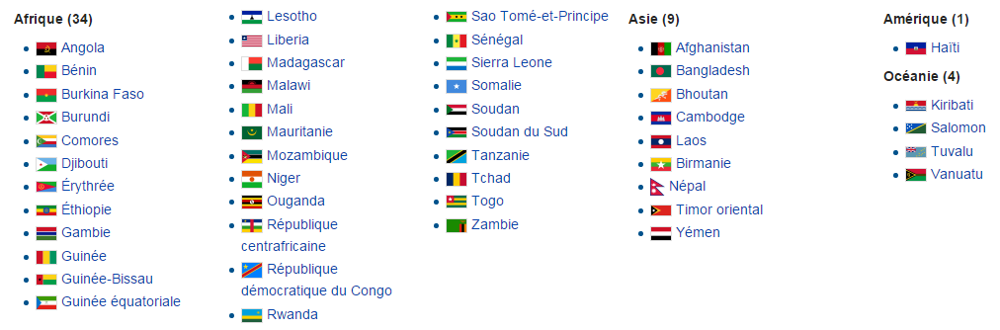 Afrique (34)
Angola
Bénin
Burkina Faso
Burundi
Comores
Djibouti
Érythrée
Éthiopie
Gambie
Guinée
Guinée-Bissau
Guinée équatoriale
Lesotho
Liberia
Madagascar
Malawi
Mali
Mauritanie
Mozambique
Niger
Ouganda
République
centrafricaine
République
démocratique du Congo
Rwanda
Sao Tomé-et-Principe
Sénégal
Sierra Leone
Somalie
Soudan
Soudan du Sud
Tanzanie
Tchad
Togo
Zambie
Asie (9)
Afghanistan
Bangladesh
Bhoutan
Cambodge
Laos
Birmanie
Népal
Timor oriental
Yémen
Amérique (1)
Haïti
Océanie (4)
Kiribati
Salomon
Tuvalu
Vanuatu